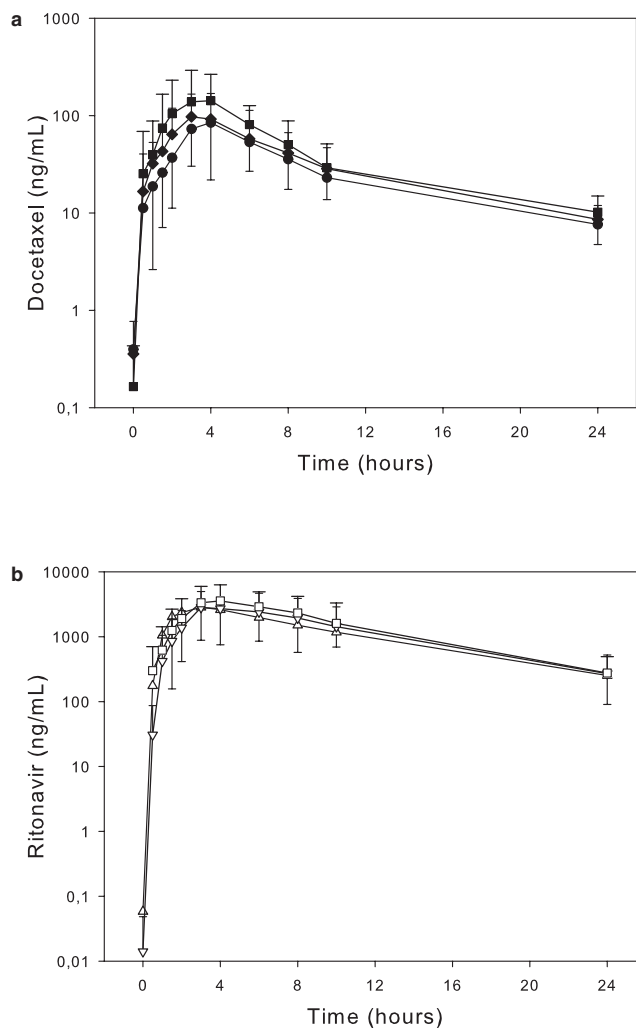 a
1000
100
10
1
0,1
Docetaxel (ng/mL)
0 4 8 12 16 20 24
Time (hours)
b
10000
1000
100
10
1
0,1
0,01
Ritonavir (ng/mL)
0 4 8 12 16 20 24
Time (hours)